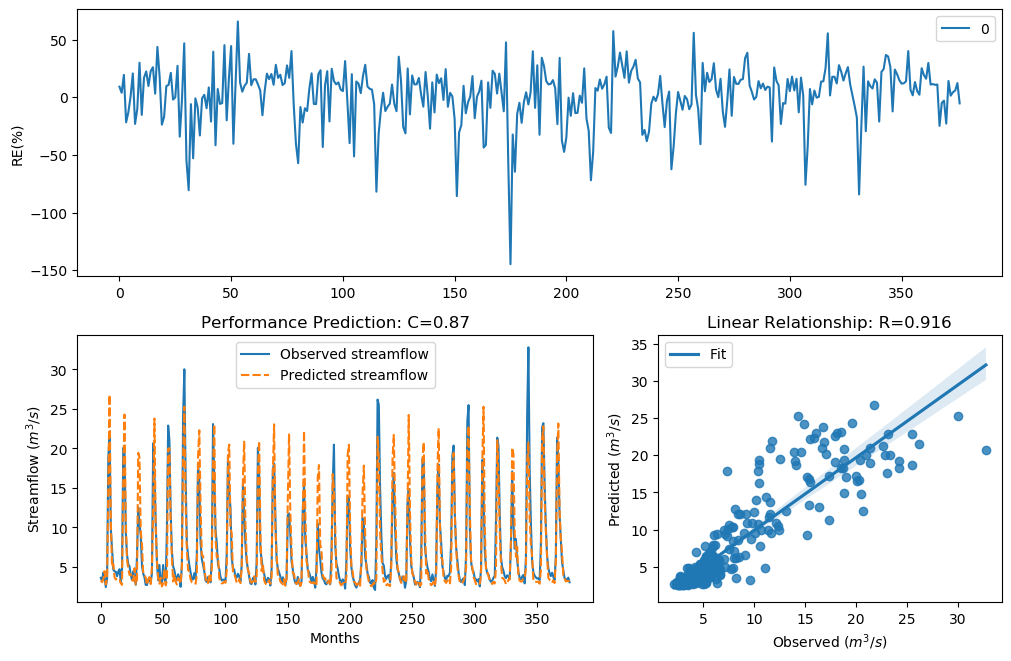 50
0
−50
−100
−150
RE(%)
0
0 50 100 150 200 250 300 350
Performance Prediction: C=0.87
Observed streamflow
Predicted streamflow
30
25
20
15
10
5
Streamflow (m³/s)
0 50 100 150 200 250 300 350
Months
Linear Relationship: R=0.916
Fit
35
30
25
20
15
10
5
Predicted (m³/s)
5 10 15 20 25 30
Observed (m³/s)